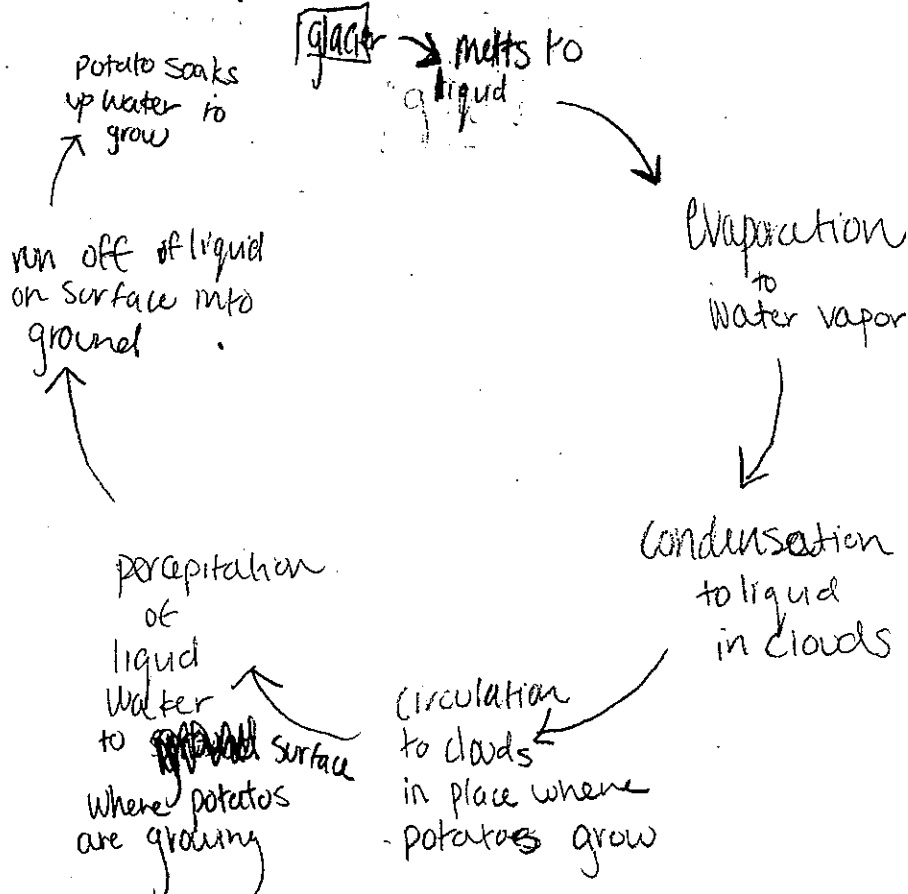 glacier
melts to
liquid
evaporation
to
water vapor
condensation
to liquid
in clouds
circulation
to clouds
in place where
potatoes grow
percepitation
of
liquid
water
to surface
where potatos
are growing
run off of liquid
on surface into
ground
potato soaks
up water to
grow